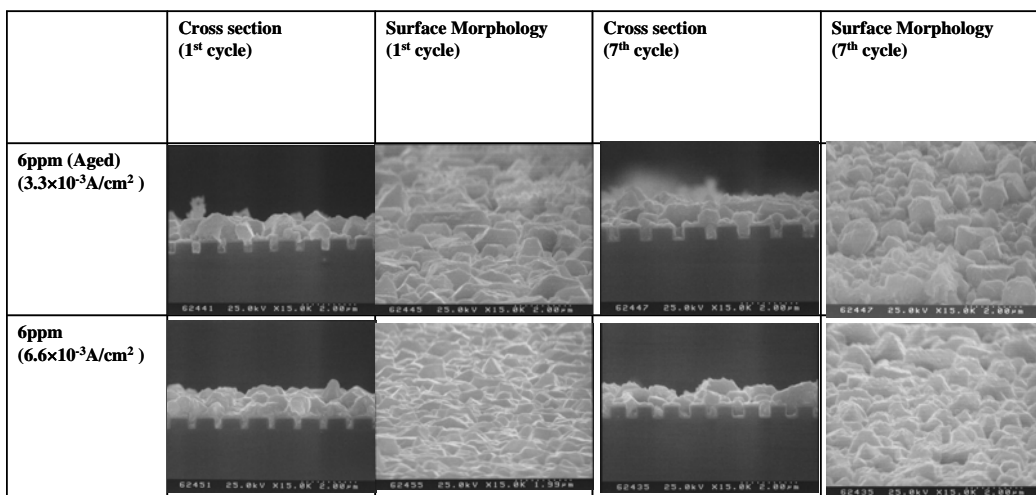 Cross section
(1st cycle)
Surface Morphology
(1st cycle)
Cross section
(7th cycle)
Surface Morphology
(7th cycle)
6ppm (Aged)
(3.3×10-3A/cm2 )
62441 25.0kV X15.0K 2.00µm
62445 25.0kV X15.0K 2.00µm
62447 25.0kV X15.0K 2.00µm
62447 25.0kV X15.0K 2.00µm
6ppm
(6.6×10-3A/cm2 )
62451 25.0kV X15.0K 2.00µm
62455 25.0kV X15.0K 1.99µm
62435 25.0kV X15.0K 2.00µm
62435 25.0kV X15.0K 2.00µm